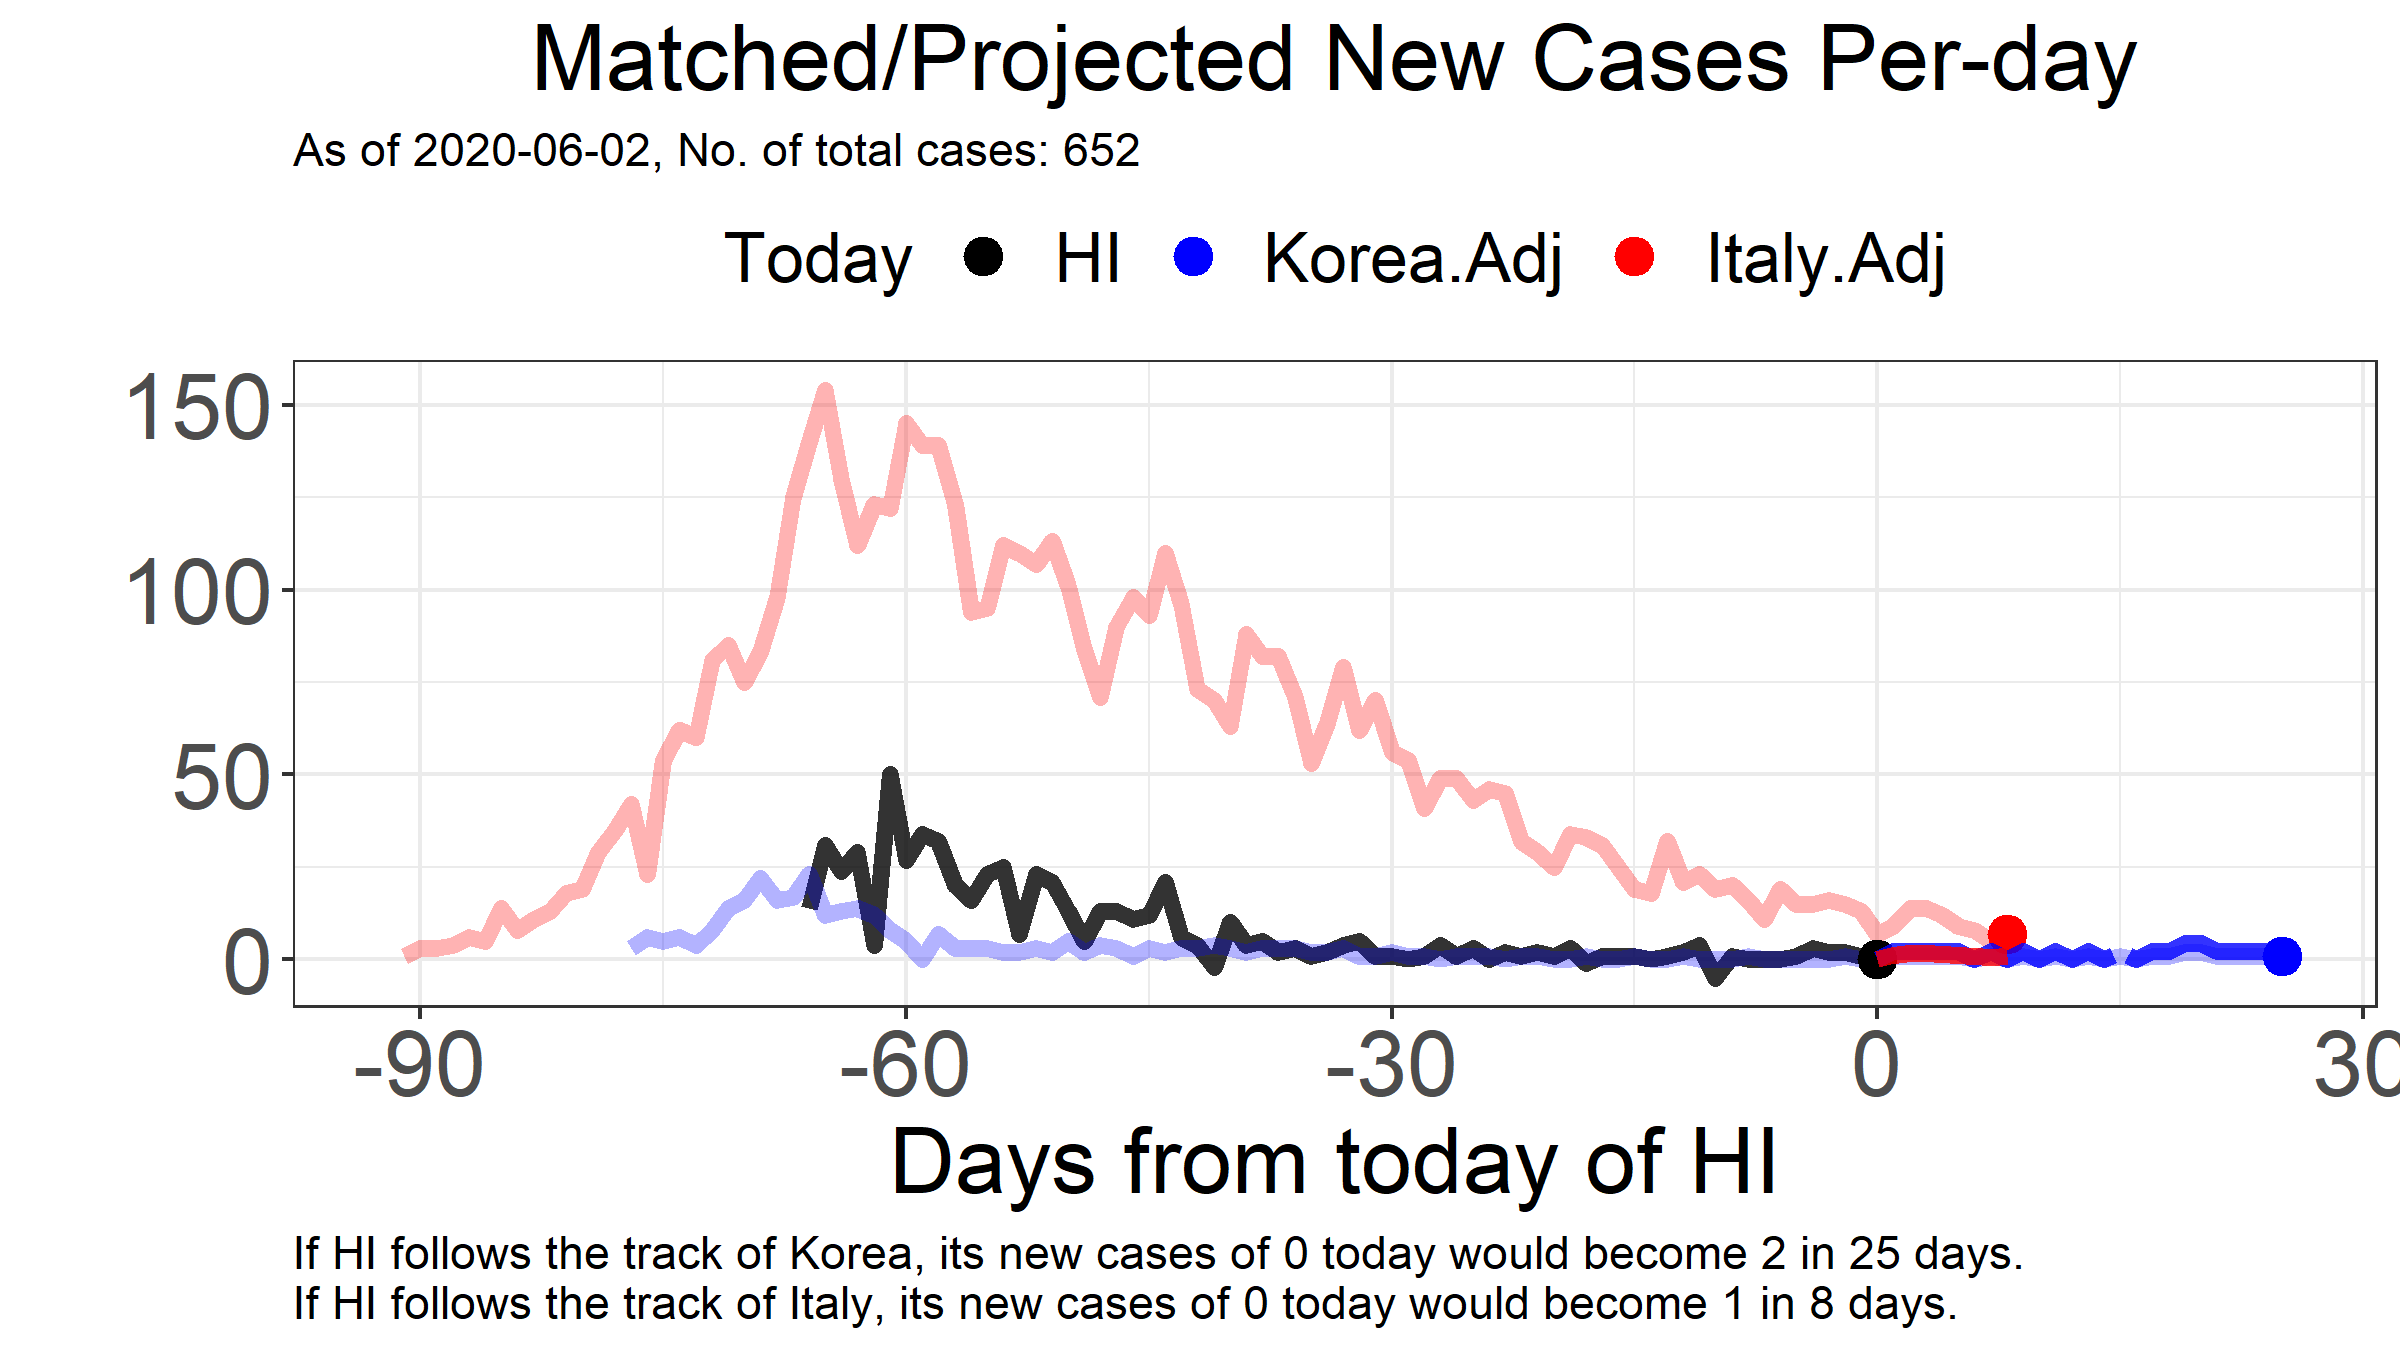 Matched/Projected New Cases Per-day
As of 2020-06-02, No. of total cases: 652
Today HI Korea.Adj Italy.Adj
150
100
50
0
-90 -60 -30 0 30
Days from today of HI
If HI follows the track of Korea, its new cases of 0 today would become 2 in 25 days.
If HI follows the track of Italy, its new cases of 0 today would become 1 in 8 days.